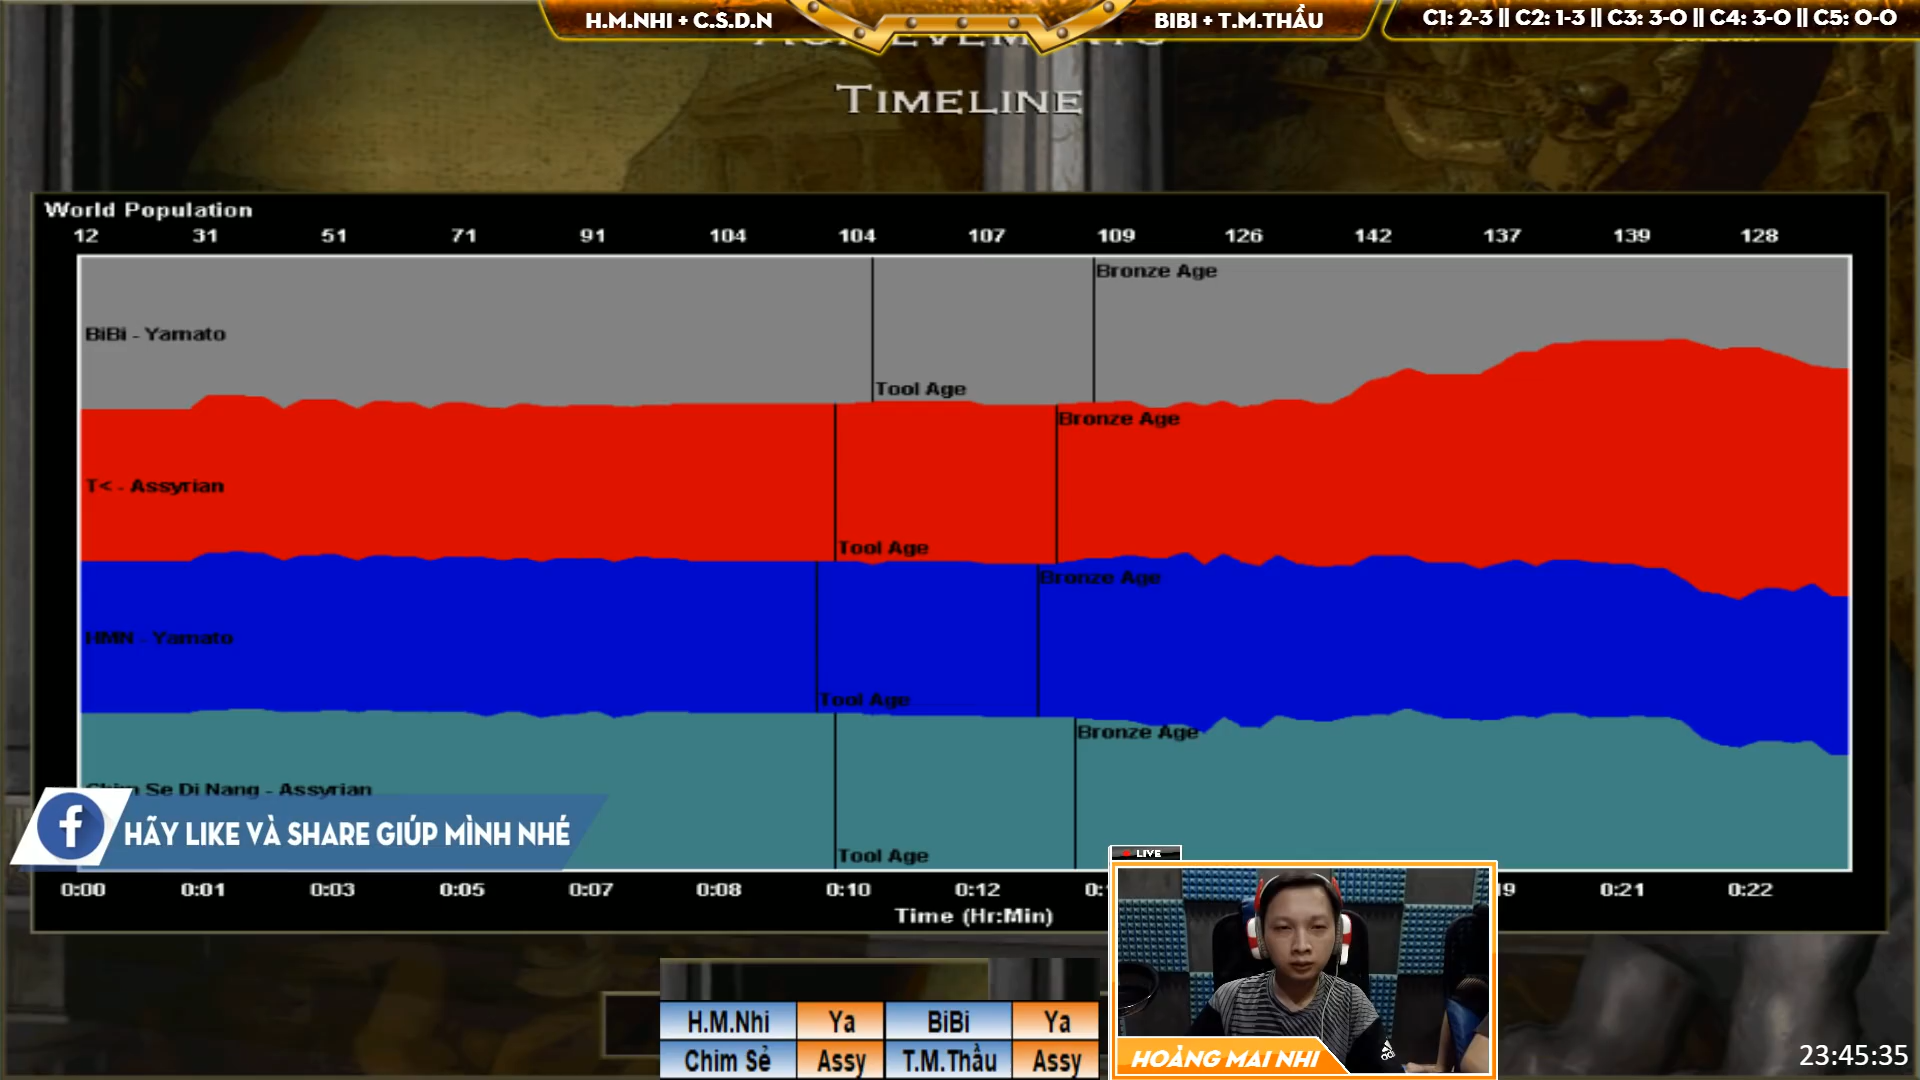 H.M.NHI + C.S.D.N
BIBI + T.M.THẦU
C1: 2-3 || C2: 1-3 || C3: 3-0 || C4: 3-0 || C5: 0-0
ACHIEVEMENTS
TIMELINE
World Population
12 31 51 71 91 104 104 107 109 126 142 137 139 128
Bronze Age
BiBi - Yamato
Tool Age
Bronze Age
T< - Assyrian
Tool Age
Bronze Age
HMN - Yamato
Tool Age
Bronze Age
Chim Se Di Nang - Assyrian
HÃY LIKE VÀ SHARE GIÚP MÌNH NHÉ
Tool Age
LIVE
0:00 0:01 0:03 0:05 0:07 0:08 0:10 0:12 0:21 0:22
Time (Hr:Min)
H.M.Nhi Ya BiBi Ya
Chim Sẻ Assy T.M.Thầu Assy
HOÀNG MAI NHI
23:45:35